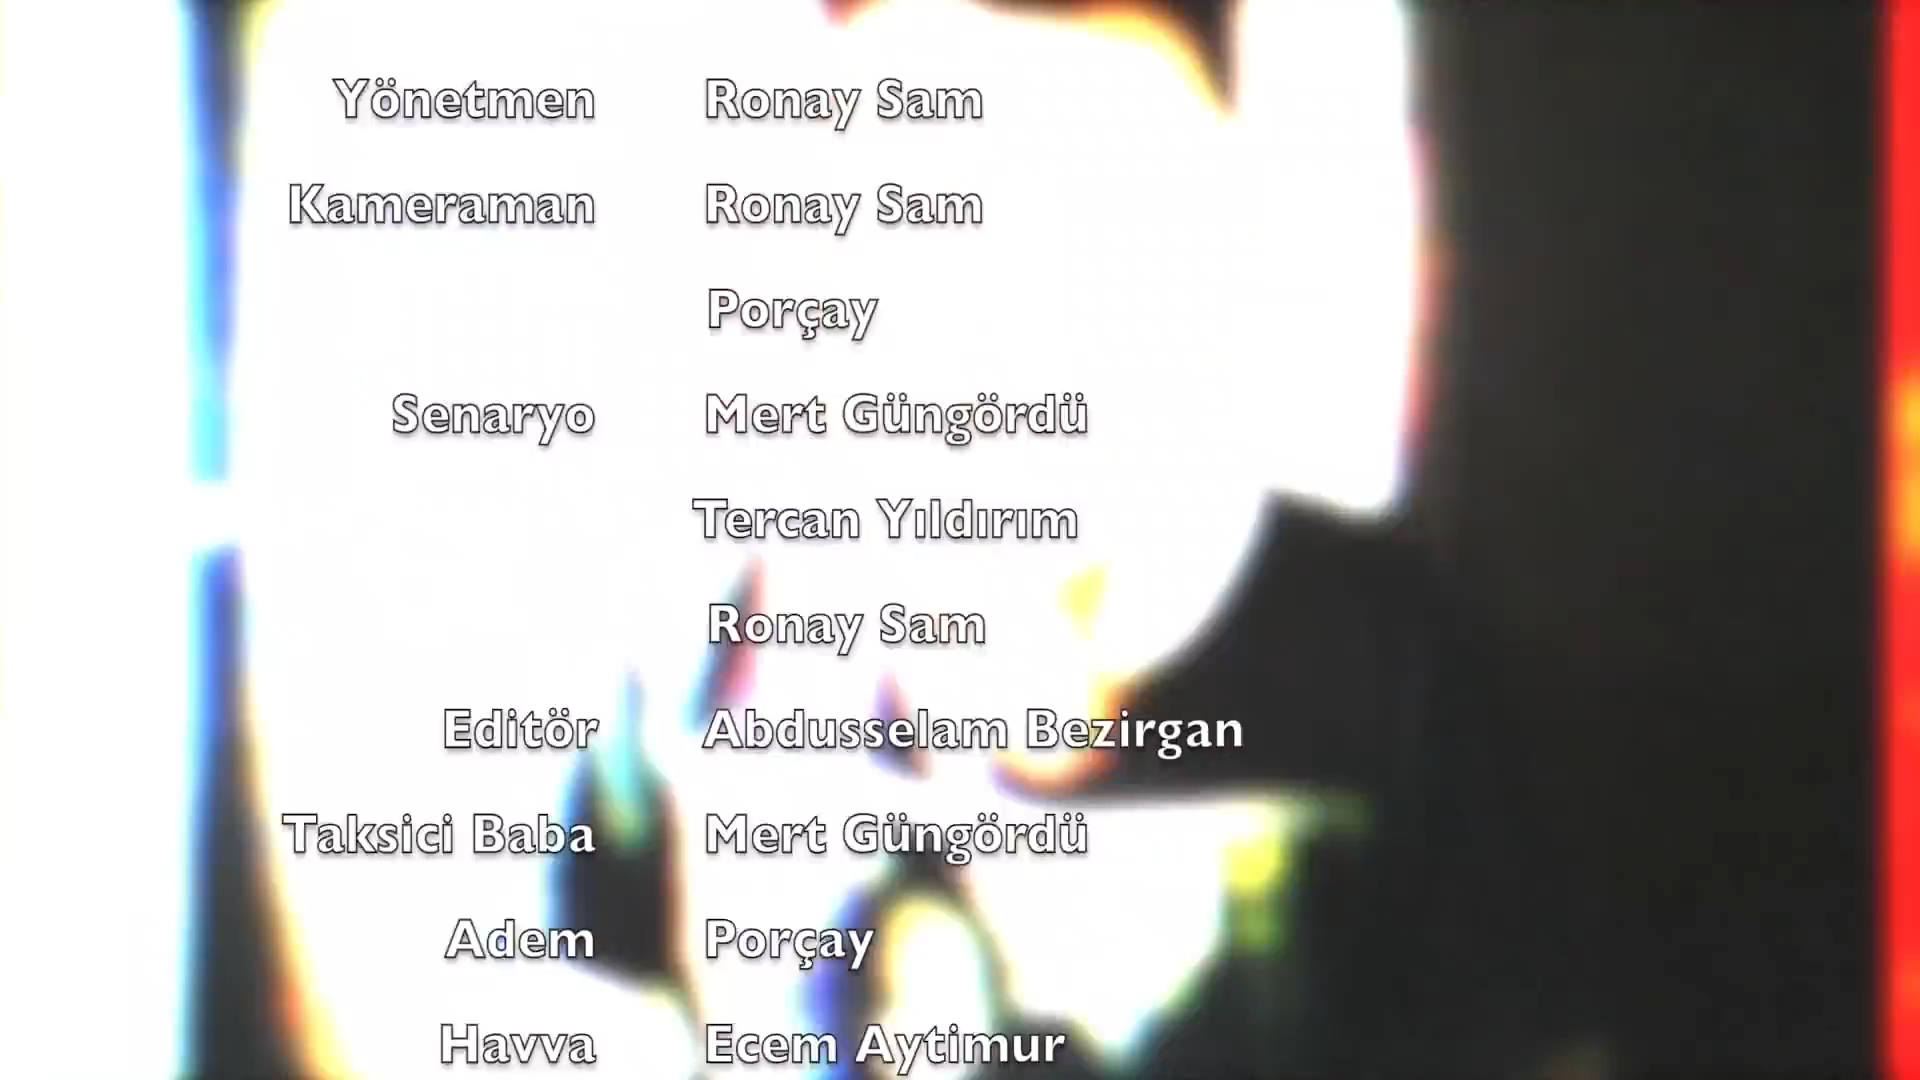 Yönetmen Ronay Sam
Kameraman Ronay Sam
Porçay
Senaryo Mert Güngördü
Tercan Yıldırım
Ronay Sam
Editör Abdusselam Bezirgan
Taksici Baba Mert Güngördü
Adem Porçay
Havva Ecem Aytimur